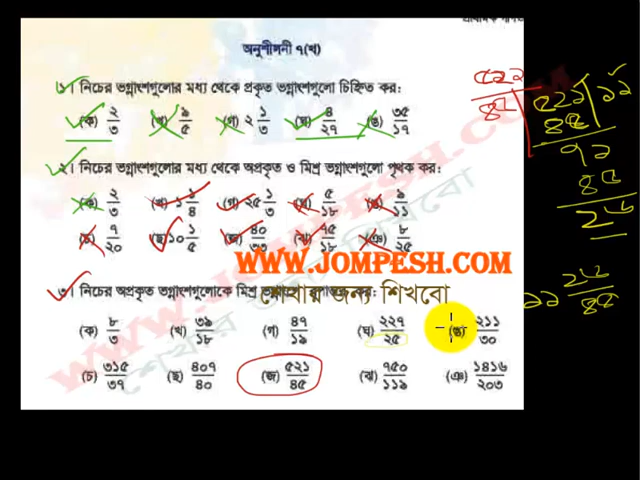 প্রাথমিক গণিত
অনুশীলনী ৭(খ)
১। নিচের ভগ্নাংশগুলোর মধ্য থেকে প্রকৃত ভগ্নাংশগুলো চিহ্নিত কর:
(ক) ২/৩ (খ) ৯/৫ (গ) ২ ১/৩ (ঘ) ৪/২৭ (ঙ) ৩৫/১৭
২। নিচের ভগ্নাংশগুলোর মধ্য থেকে অপ্রকৃত ও মিশ্র ভগ্নাংশগুলো পৃথক কর:
(ক) ২/৩ (খ) ১ ১/৪ (গ) ২৫ ১/৩ (ঘ) ৫/১৮ (ঙ) ৯/১১
(চ) ৭/২০ (ছ) ১০ ১/৫ (জ) ৪০/৩৩ (ঝ) ৭৫/১৮ (ঞ) ৮/২৫
WWW.JOMPESH.COM
শেখার জন্য শিখবো
৩। নিচের অপ্রকৃত ভগ্নাংশগুলোকে মিশ্র কর:
(ক) ৮/৩ (খ) ৩৯/১৮ (গ) ৪৭/১৯ (ঘ) ২২৭/২৫ (ঙ) ২১১/৩০
(চ) ৩১৫/৩৭ (ছ) ৪০৭/৪০ (জ) ৫২১/৪৫ (ঝ) ৭৫০/১১৯ (ঞ) ১৪১৬/২০৩